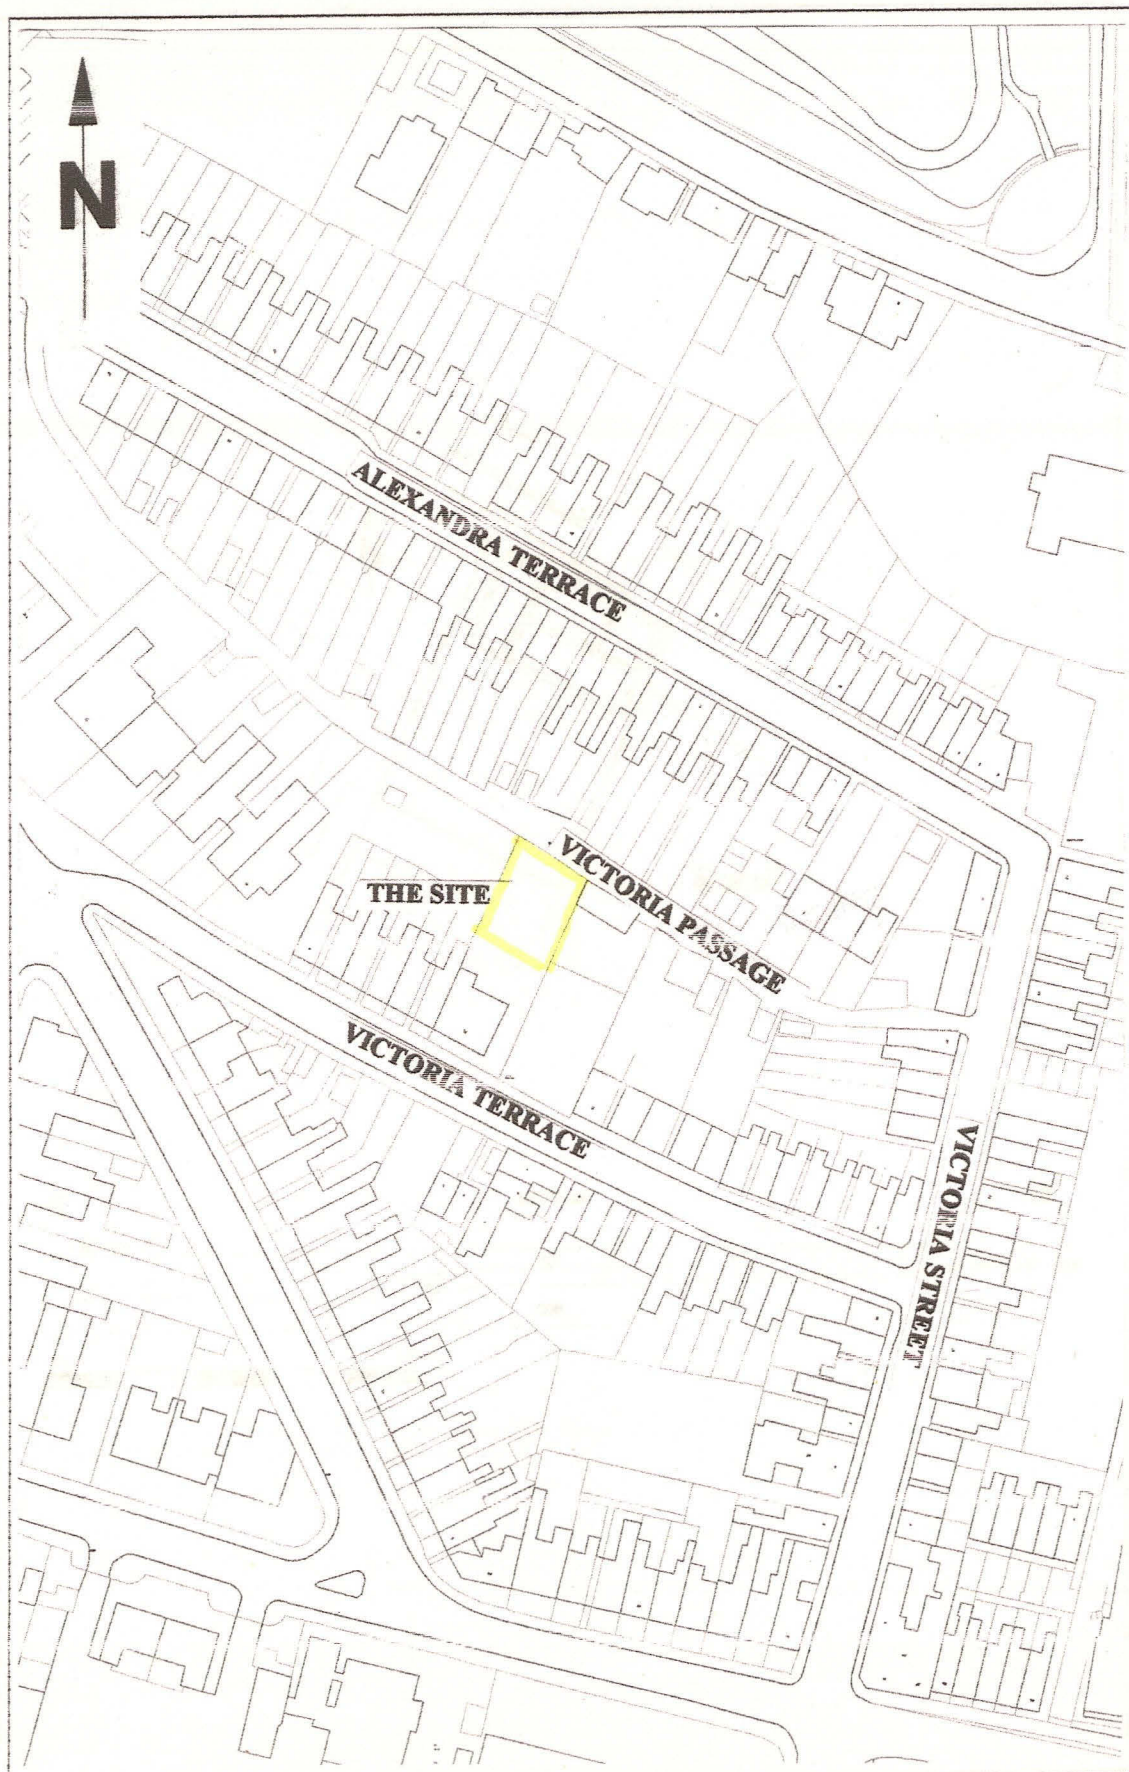 N
ALEXANDRA TERRACE
VICTORIA PASSAGE
THE SITE
VICTORIA TERRACE
VICTORIA STREET